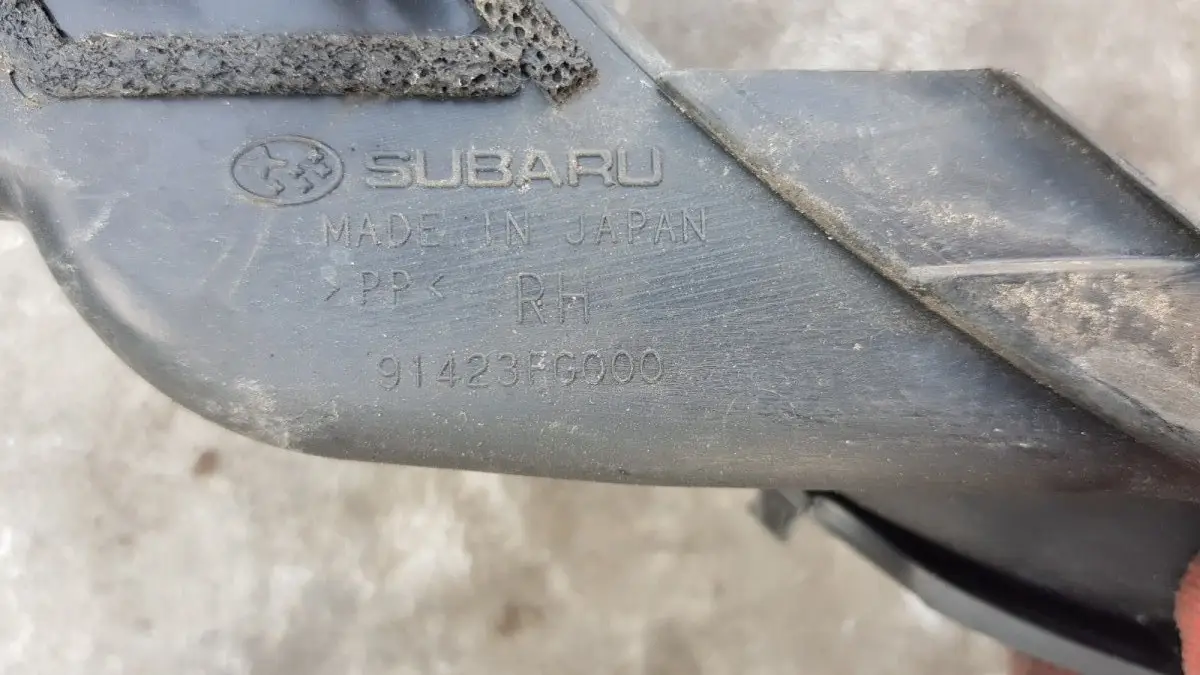 SUBARU
MADE IN JAPAN
>PP< RH
91423FG000